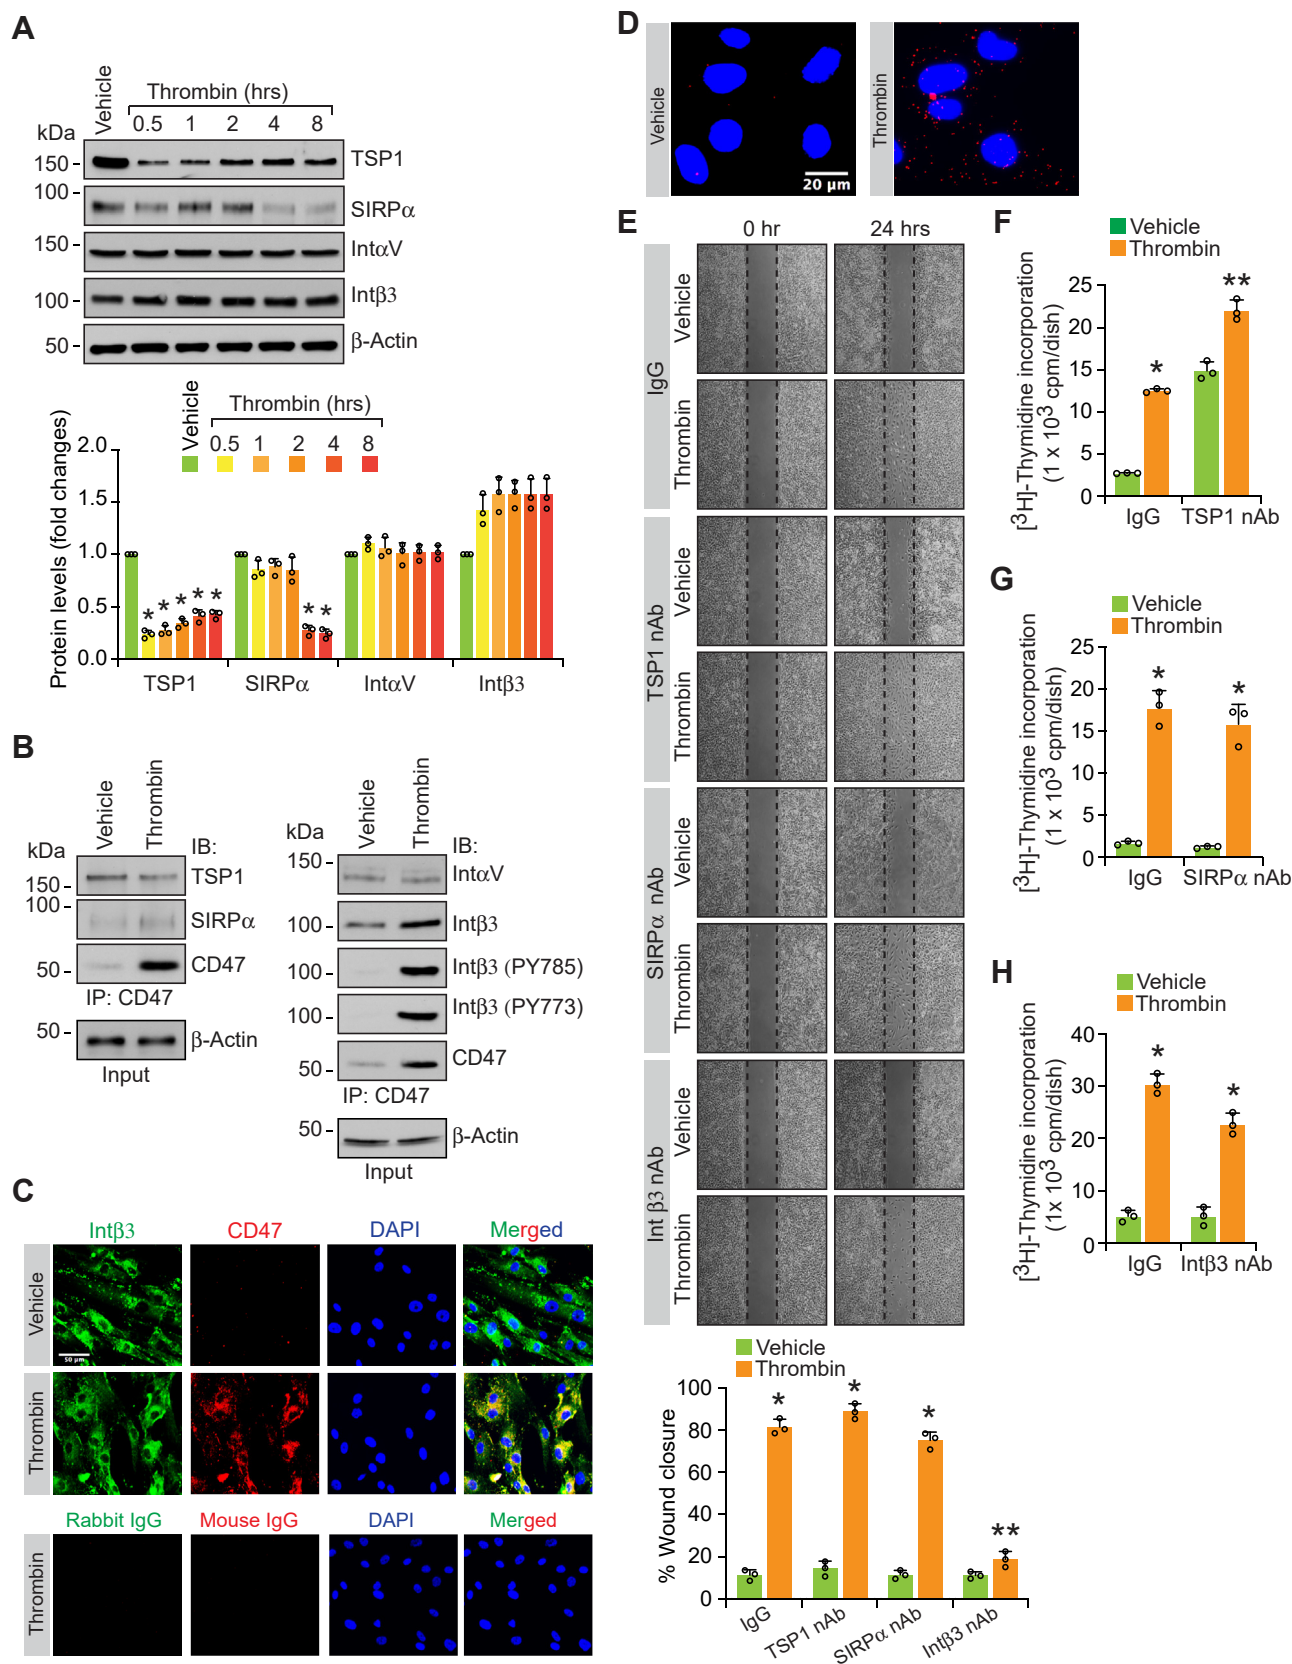 A
Vehicle
Thrombin (hrs)
0.5 1 2 4 8
kDa
150 TSP1
100
SIRPα
150 IntαV
100 Intβ3
50 β-Actin
Vehicle
Thrombin (hrs)
0.5 1 2 4 8
Protein levels (fold changes)
2.0
1.5
1.0
0.5
0.0
* * * * *
* *
TSP1 SIRPα IntαV Intβ3
B
Vehicle
Thrombin
kDa
IB:
150 TSP1
100
SIRPα
50 CD47
IP: CD47
50 β-Actin
Input
Vehicle
Thrombin
kDa
IB:
150 IntαV
100 Intβ3
100 Intβ3 (PY785)
100 Intβ3 (PY773)
50 CD47
IP: CD47
50 β-Actin
Input
C
Intβ3 CD47 DAPI Merged
Vehicle
50 μm
Thrombin
Rabbit IgG Mouse IgG DAPI Merged
Thrombin
D
Vehicle
20 μm
Thrombin
E
0 hr 24 hrs
IgG
Vehicle
Thrombin
TSP1 nAb
Vehicle
Thrombin
SIRPα nAb
Vehicle
Thrombin
Int β3 nAb
Vehicle
Thrombin
Vehicle
Thrombin
% Wound closure
100
80
60
40
20
0
* * * **
IgG TSP1 nAb SIRPα nAb Intβ3 nAb
F
Vehicle
Thrombin
[³H]-Thymidine incorporation
(1 x 10³ cpm/dish)
25
20
15
10
5
0
* **
IgG TSP1 nAb
G
Vehicle
Thrombin
[³H]-Thymidine incorporation
(1 x 10³ cpm/dish)
25
20
15
10
5
0
* *
IgG SIRPα nAb
H
Vehicle
Thrombin
[³H]-Thymidine incorporation
(1x 10³ cpm/dish)
40
30
20
10
0
* *
IgG Intβ3 nAb